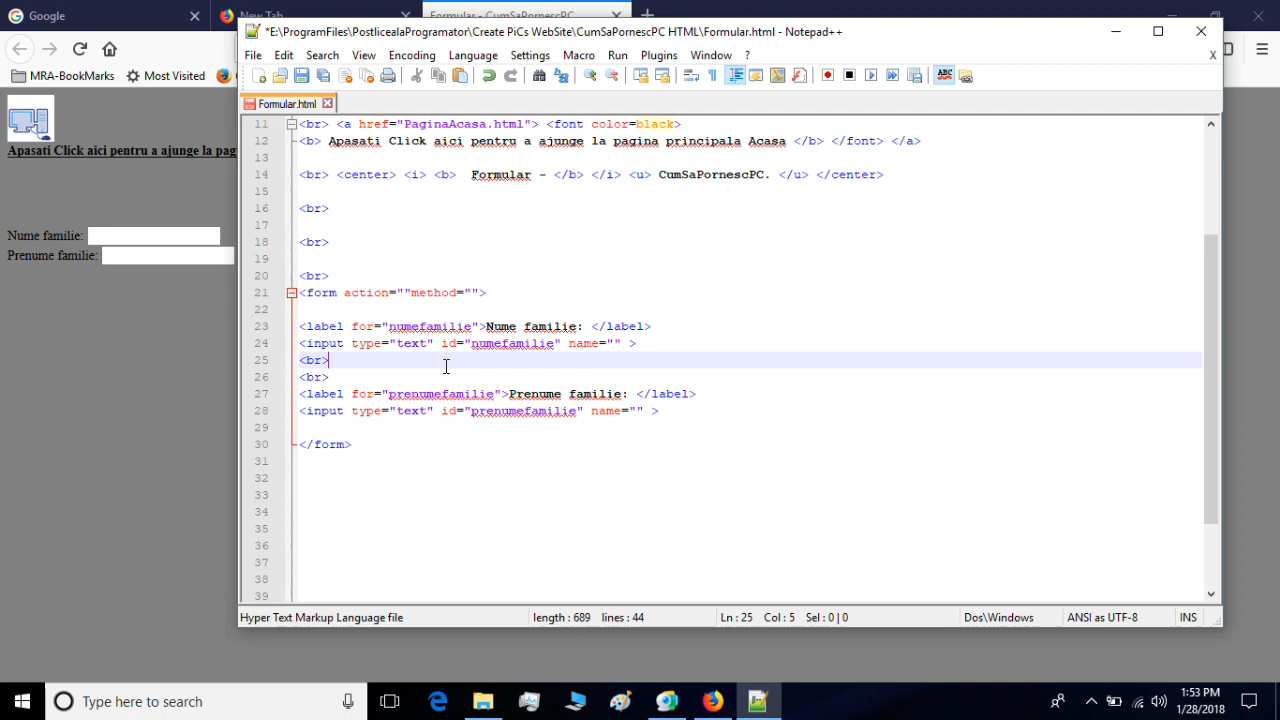 Google
New Tab
Formular - CumSaPornescPC
*E:\ProgramFiles\PostlicealaProgramator\Create PiCs WebSite\CumSaPornescPC HTML\Formular.html - Notepad++
File Edit Search View Encoding Language Settings Macro Run Plugins Window ? X
MRA-BookMarks Most Visited
ABC
Formular.html
Apasati Click aici pentru a ajunge la pag
Nume familie:
Prenume familie:
11 <br> <a href="PaginaAcasa.html"> <font color=black>
12 <b> Apasati Click aici pentru a ajunge la pagina principala Acasa </b> </font> </a>
13
14 <br> <center> <i> <b> Formular - </b> </i> <u> CumSaPornescPC. </u> </center>
15
16 <br>
17
18 <br>
19
20 <br>
21 <form action=""method="">
22
23 <label for="numefamilie">Nume familie: </label>
24 <input type="text" id="numefamilie" name="" >
25 <br>
26 <br>
27 <label for="prenumefamilie">Prenume familie: </label>
28 <input type="text" id="prenumefamilie" name="" >
29
30 </form>
31
32
33
34
35
36
37
38
39
Hyper Text Markup Language file length : 689 lines : 44 Ln : 25 Col : 5 Sel : 0 | 0 Dos\Windows ANSI as UTF-8 INS
Type here to search
1:53 PM
1/28/2018